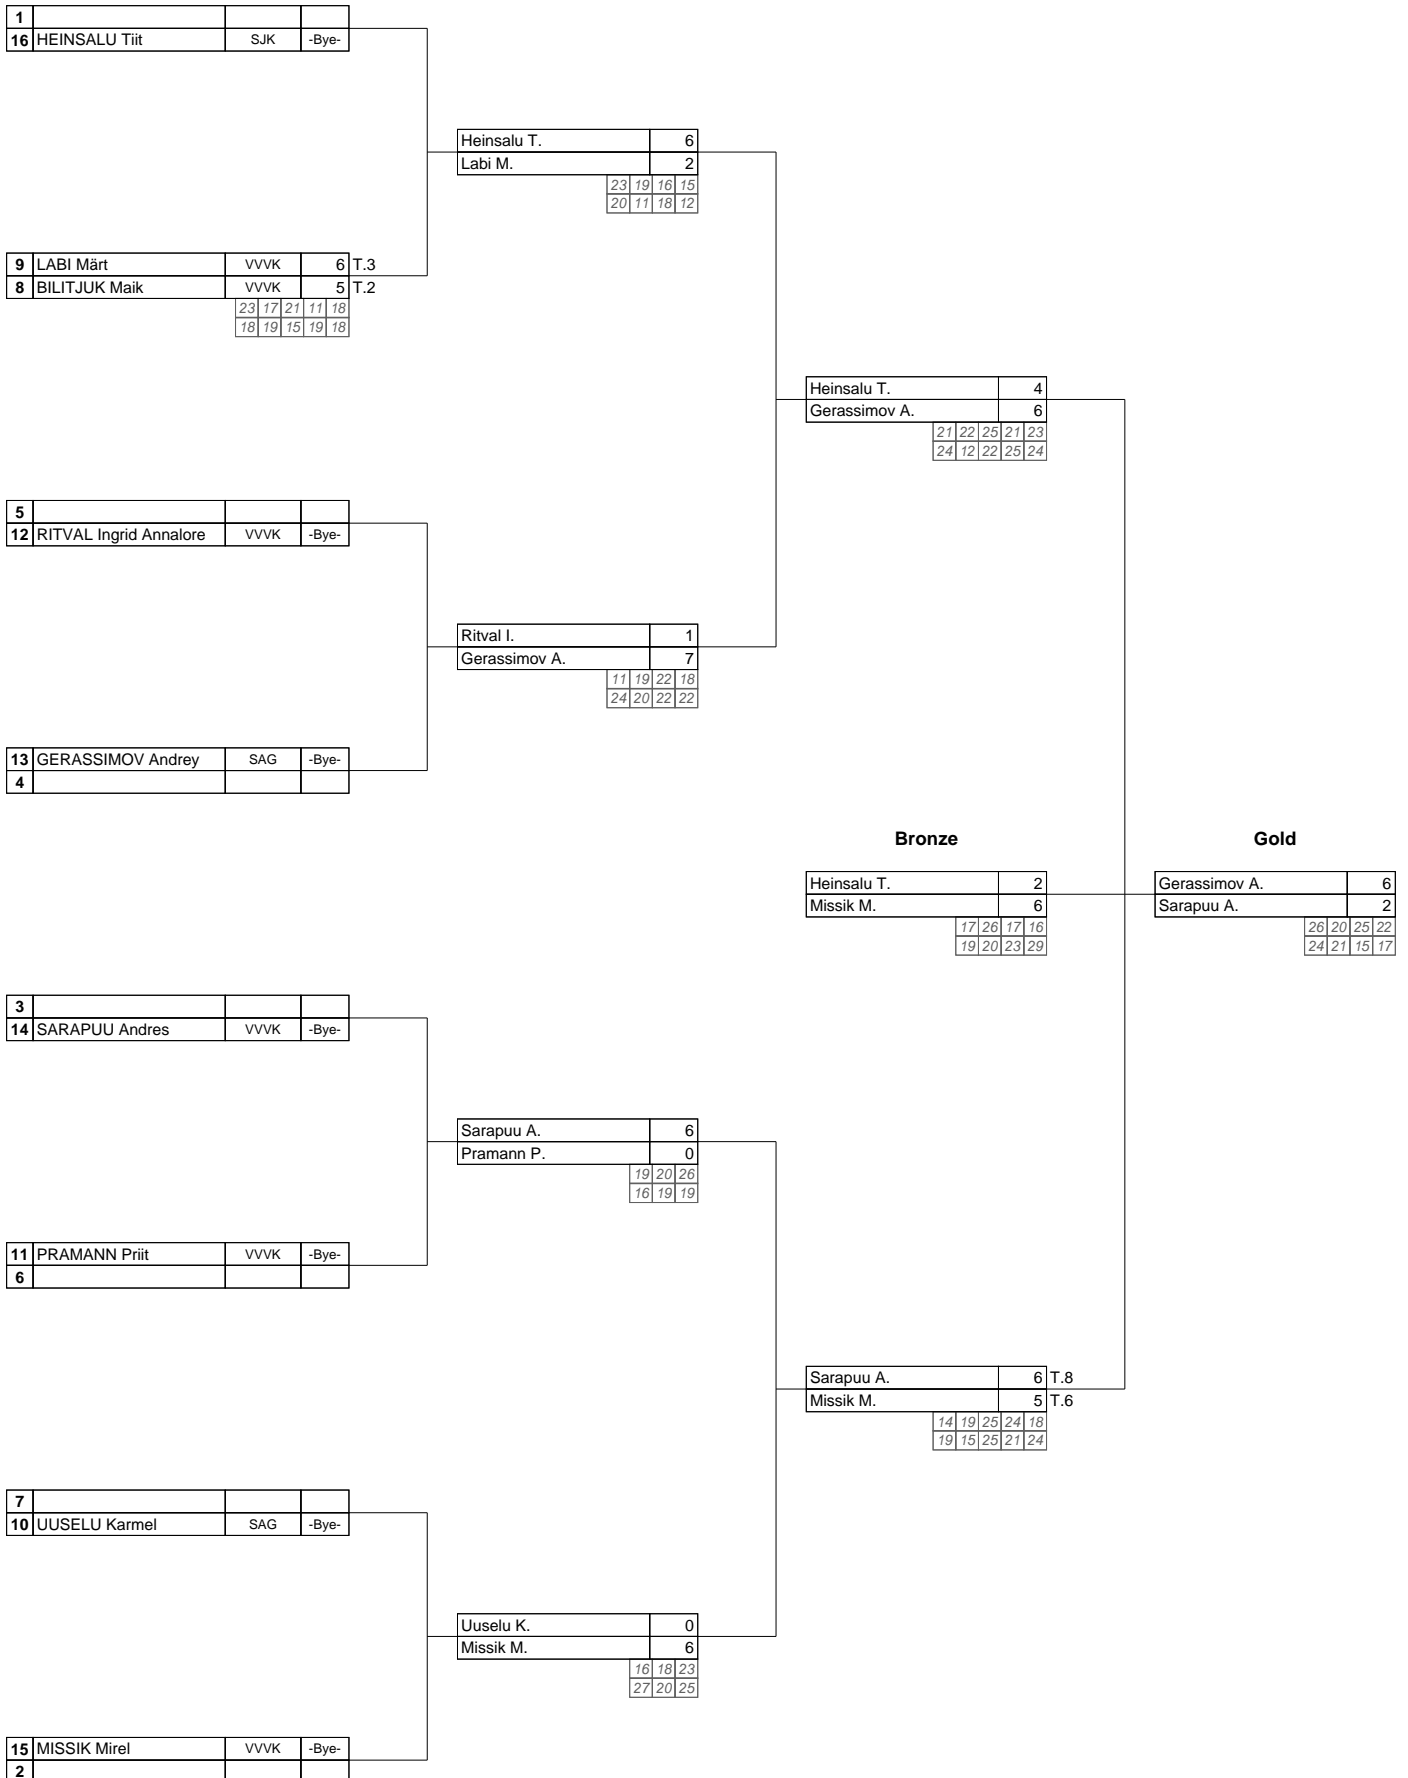 1
16 HEINSALU Tiit SJK -Bye-
Heinsalu T. 6
Labi M. 2
23 19 16 15
20 11 18 12
9 LABI Märt VVVK 6 T.3
8 BILITJUK Maik VVVK 5 T.2
23 17 21 11 18
18 19 15 19 18
Heinsalu T. 4
Gerassimov A. 6
21 22 25 21 23
24 12 22 25 24
5
12 RITVAL Ingrid Annalore VVVK -Bye-
Ritval I. 1
Gerassimov A. 7
11 19 22 18
24 20 22 22
13 GERASSIMOV Andrey SAG -Bye-
4
Bronze Gold
Heinsalu T. 2 Gerassimov A. 6
Missik M. 6 Sarapuu A. 2
17 26 17 16 26 20 25 22
19 20 23 29 24 21 15 17
3
14 SARAPUU Andres VVVK -Bye-
Sarapuu A. 6
Pramann P. 0
19 20 26
16 19 19
11 PRAMANN Priit VVVK -Bye-
6
Sarapuu A. 6 T.8
Missik M. 5 T.6
14 19 25 24 18
19 15 25 21 24
7
10 UUSELU Karmel SAG -Bye-
Uuselu K. 0
Missik M. 6
16 18 23
27 20 25
15 MISSIK Mirel VVVK -Bye-
2